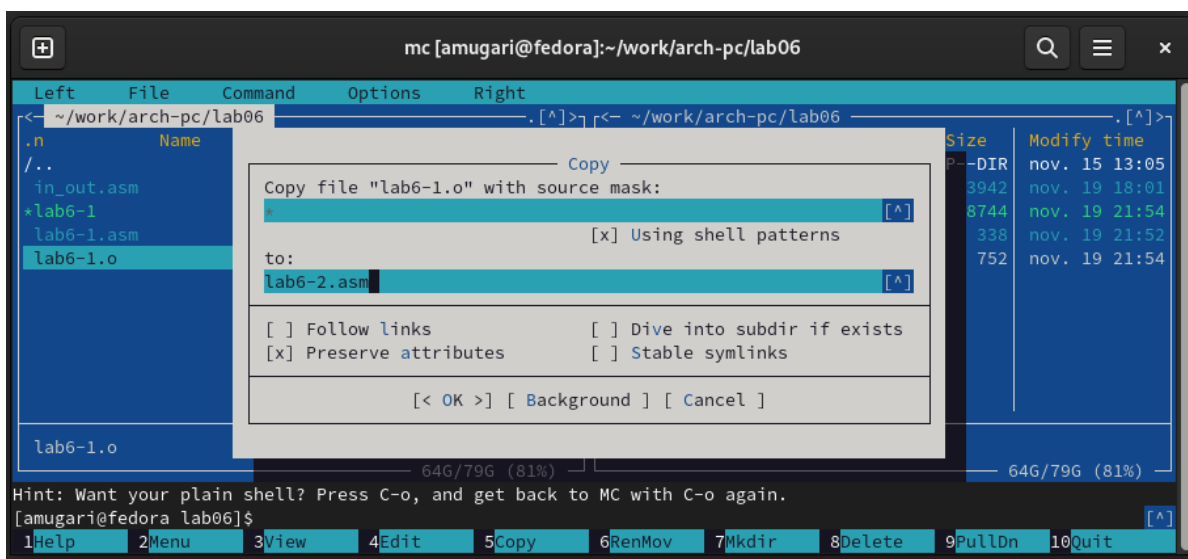 mc [amugari@fedora]:~/work/arch-pc/lab06
Left File Command Options Right
<─ ~/work/arch-pc/lab06 ─.[^]> <─ ~/work/arch-pc/lab06 ─.[^]>
.n Name Size Modify time
/.. P--DIR nov. 15 13:05
in_out.asm 3942 nov. 19 18:01
*lab6-1 8744 nov. 19 21:54
lab6-1.asm 338 nov. 19 21:52
lab6-1.o 752 nov. 19 21:54
Copy
Copy file "lab6-1.o" with source mask:
* [^]
[x] Using shell patterns
to:
lab6-2.asm [^]
[ ] Follow links [ ] Dive into subdir if exists
[x] Preserve attributes [ ] Stable symlinks
[< OK >] [ Background ] [ Cancel ]
lab6-1.o
64G/79G (81%) 64G/79G (81%)
Hint: Want your plain shell? Press C-o, and get back to MC with C-o again.
[amugari@fedora lab06]$ [^]
1Help 2Menu 3View 4Edit 5Copy 6RenMov 7Mkdir 8Delete 9PullDn 10Quit